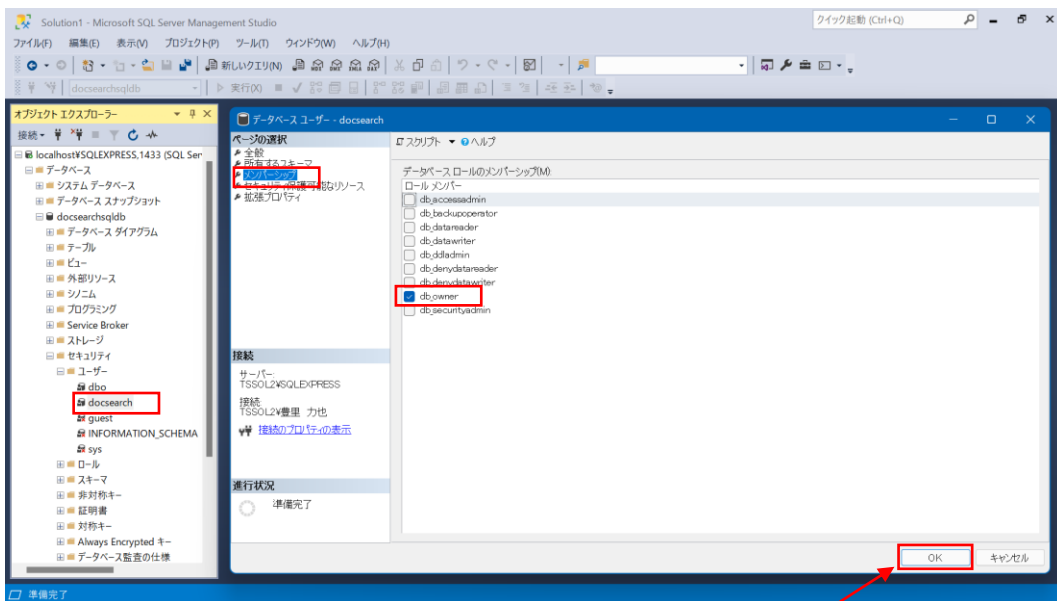 Solution1 - Microsoft SQL Server Management Studio
クイック起動 (Ctrl+Q)
ファイル(F) 編集(E) 表示(V) プロジェクト(P) ツール(T) ウィンドウ(W) ヘルプ(H)
新しいクエリ(N)
docsearchsqldb
実行(X)
オブジェクト エクスプローラー
接続
localhost¥SQLEXPRESS,1433 (SQL Ser
データベース
システム データベース
データベース スナップショット
docsearchsqldb
データベース ダイアグラム
テーブル
ビュー
外部リソース
シノニム
プログラミング
Service Broker
ストレージ
セキュリティ
ユーザー
dbo
docsearch
guest
INFORMATION_SCHEMA
sys
ロール
スキーマ
非対称キー
証明書
対称キー
Always Encrypted キー
データベース監査の仕様
データベース ユーザー - docsearch
ページの選択
全般
所有するスキーマ
メンバーシップ
セキュリティ保護可能なリソース
拡張プロパティ
接続
サーバー:
TSSOL2¥SQLEXPRESS
接続:
TSSOL2¥豊里 力也
接続のプロパティの表示
進行状況
準備完了
スクリプト ヘルプ
データベース ロールのメンバーシップ(M):
ロール メンバー
db_accessadmin
db_backupoperator
db_datareader
db_datawriter
db_ddladmin
db_denydatareader
db_denydatawriter
db_owner
db_securityadmin
OK キャンセル
準備完了